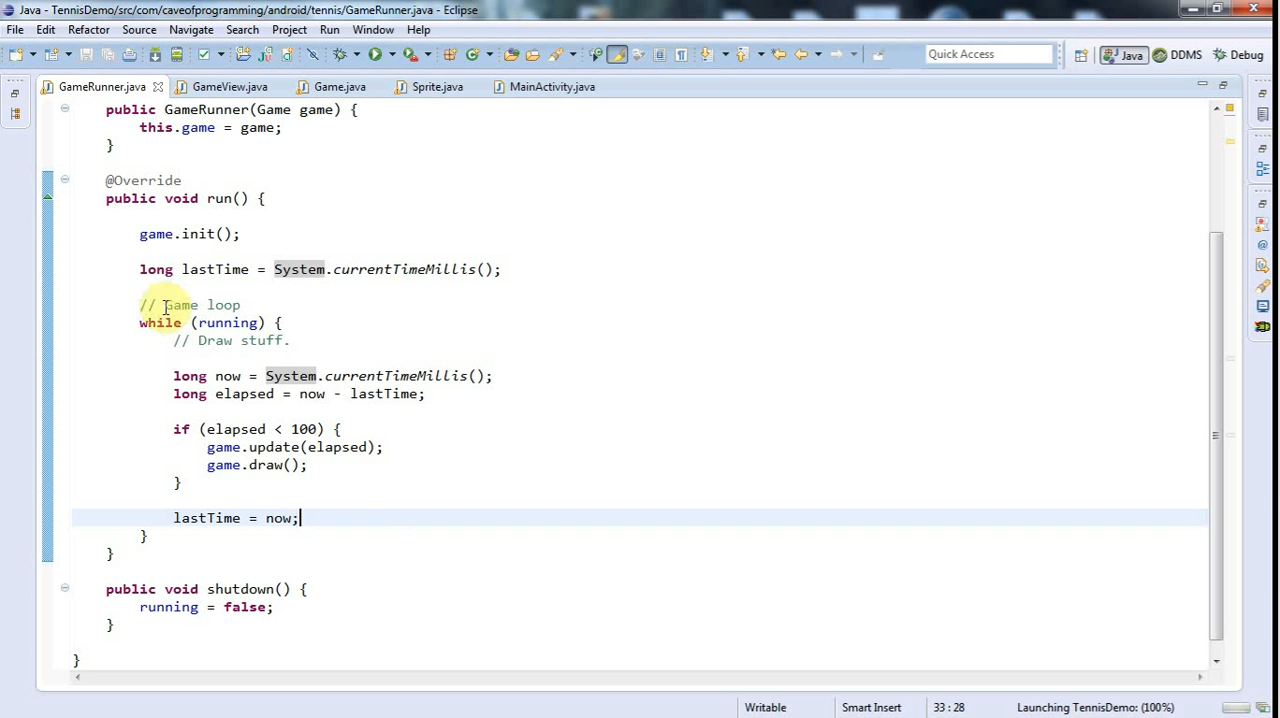 Java - TennisDemo/src/com/caveofprogramming/android/tennis/GameRunner.java - Eclipse
File Edit Refactor Source Navigate Search Project Run Window Help
Quick Access Java DDMS Debug
GameRunner.java GameView.java Game.java Sprite.java MainActivity.java
public GameRunner(Game game) {
this.game = game;
}
@Override
public void run() {
game.init();
long lastTime = System.currentTimeMillis();
// Game loop
while (running) {
// Draw stuff.
long now = System.currentTimeMillis();
long elapsed = now - lastTime;
if (elapsed < 100) {
game.update(elapsed);
game.draw();
}
lastTime = now;
}
}
public void shutdown() {
running = false;
}
}
Writable Smart Insert 33 : 28 Launching TennisDemo: (100%)